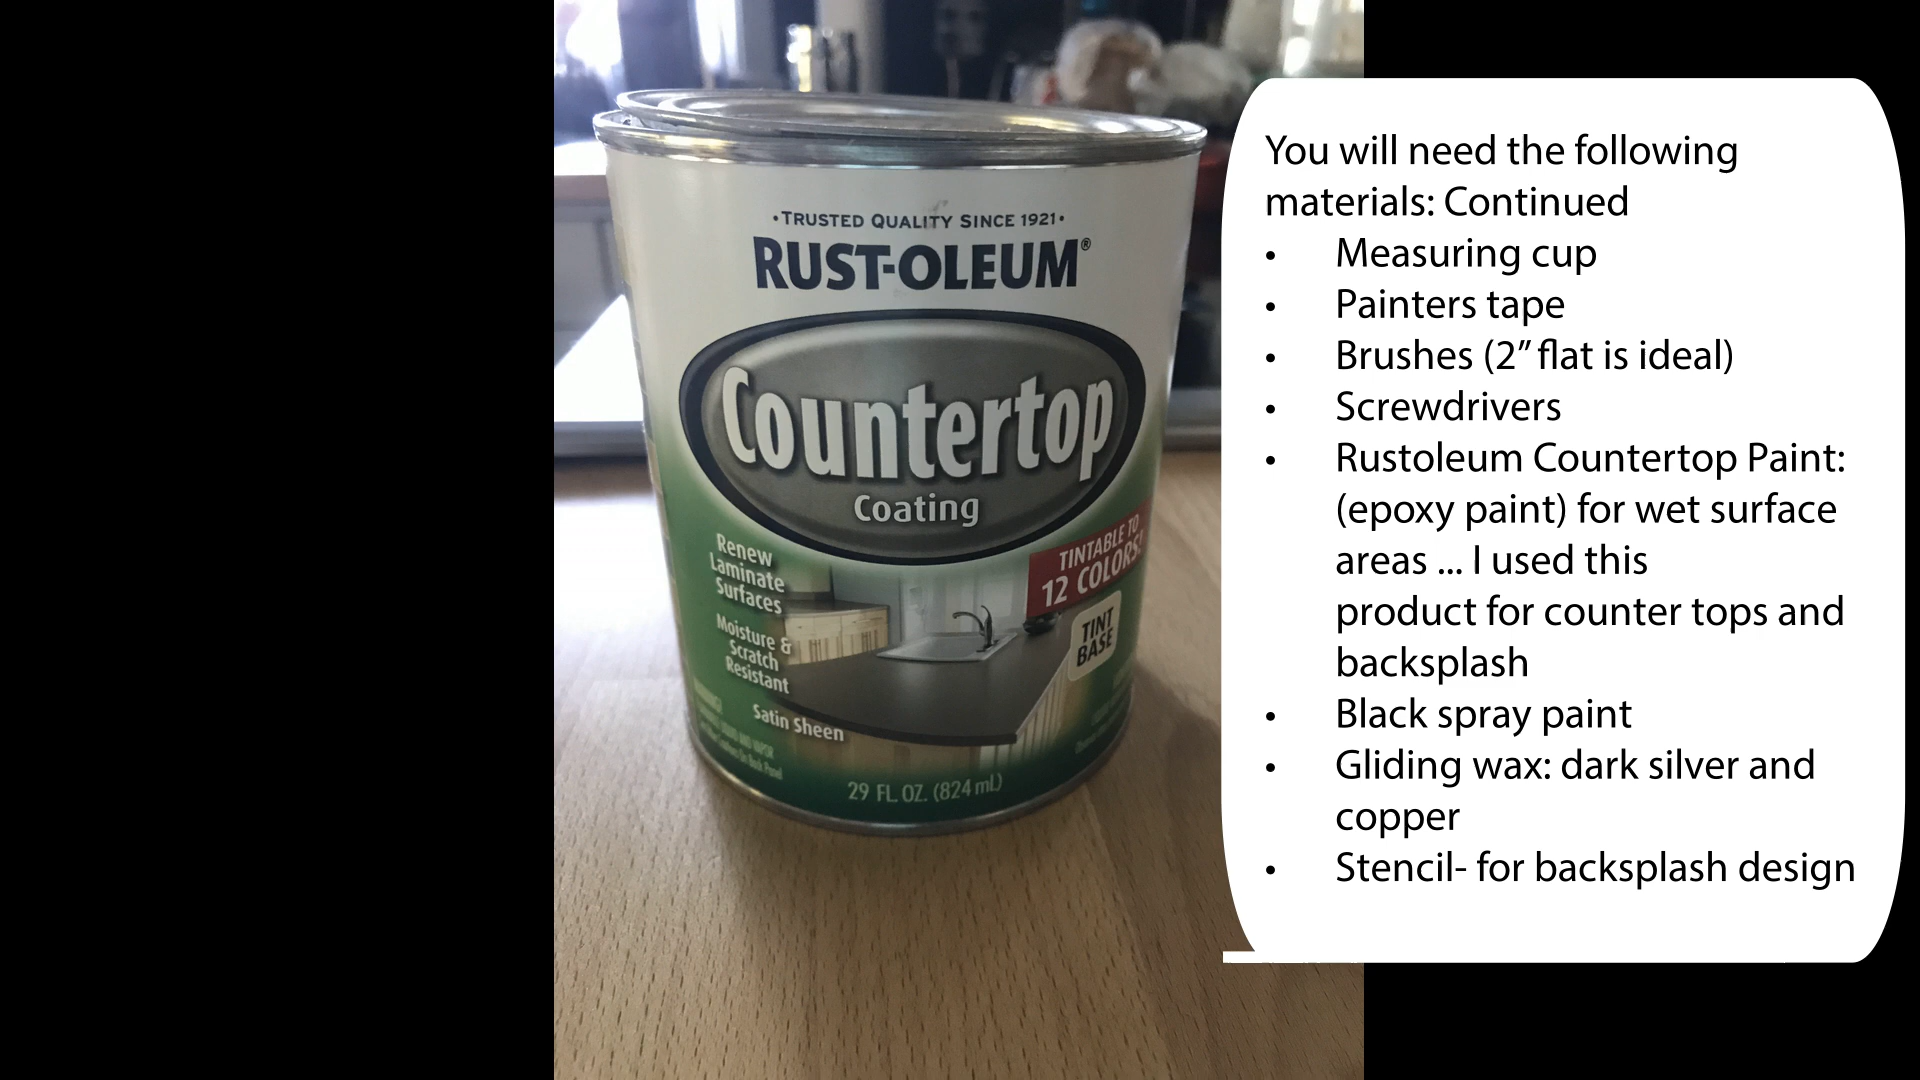 •TRUSTED QUALITY SINCE 1921•
RUST-OLEUM®
Countertop
Coating
Renew
Laminate
Surfaces
Moisture &
Scratch
Resistant
Satin Sheen
TINTABLE TO
12 COLORS!
TINT
BASE
29 FL. OZ. (824 ml)
You will need the following
materials: Continued
• Measuring cup
• Painters tape
• Brushes (2” flat is ideal)
• Screwdrivers
• Rustoleum Countertop Paint:
(epoxy paint) for wet surface
areas ... I used this
product for counter tops and
backsplash
• Black spray paint
• Gliding wax: dark silver and
copper
• Stencil- for backsplash design